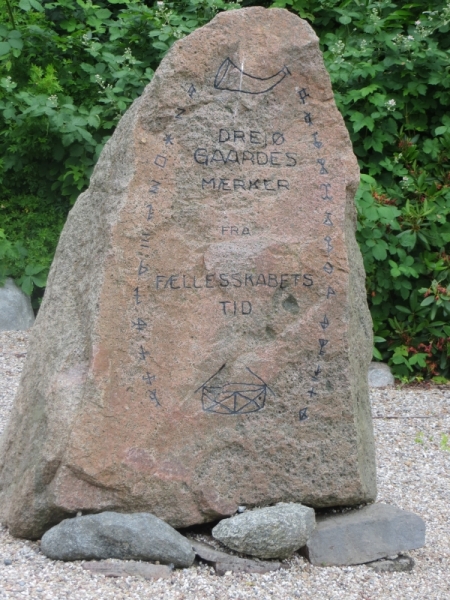 DREJØ
GAARDES
MÆRKER
FRA
FÆLLESSKABETS
TID